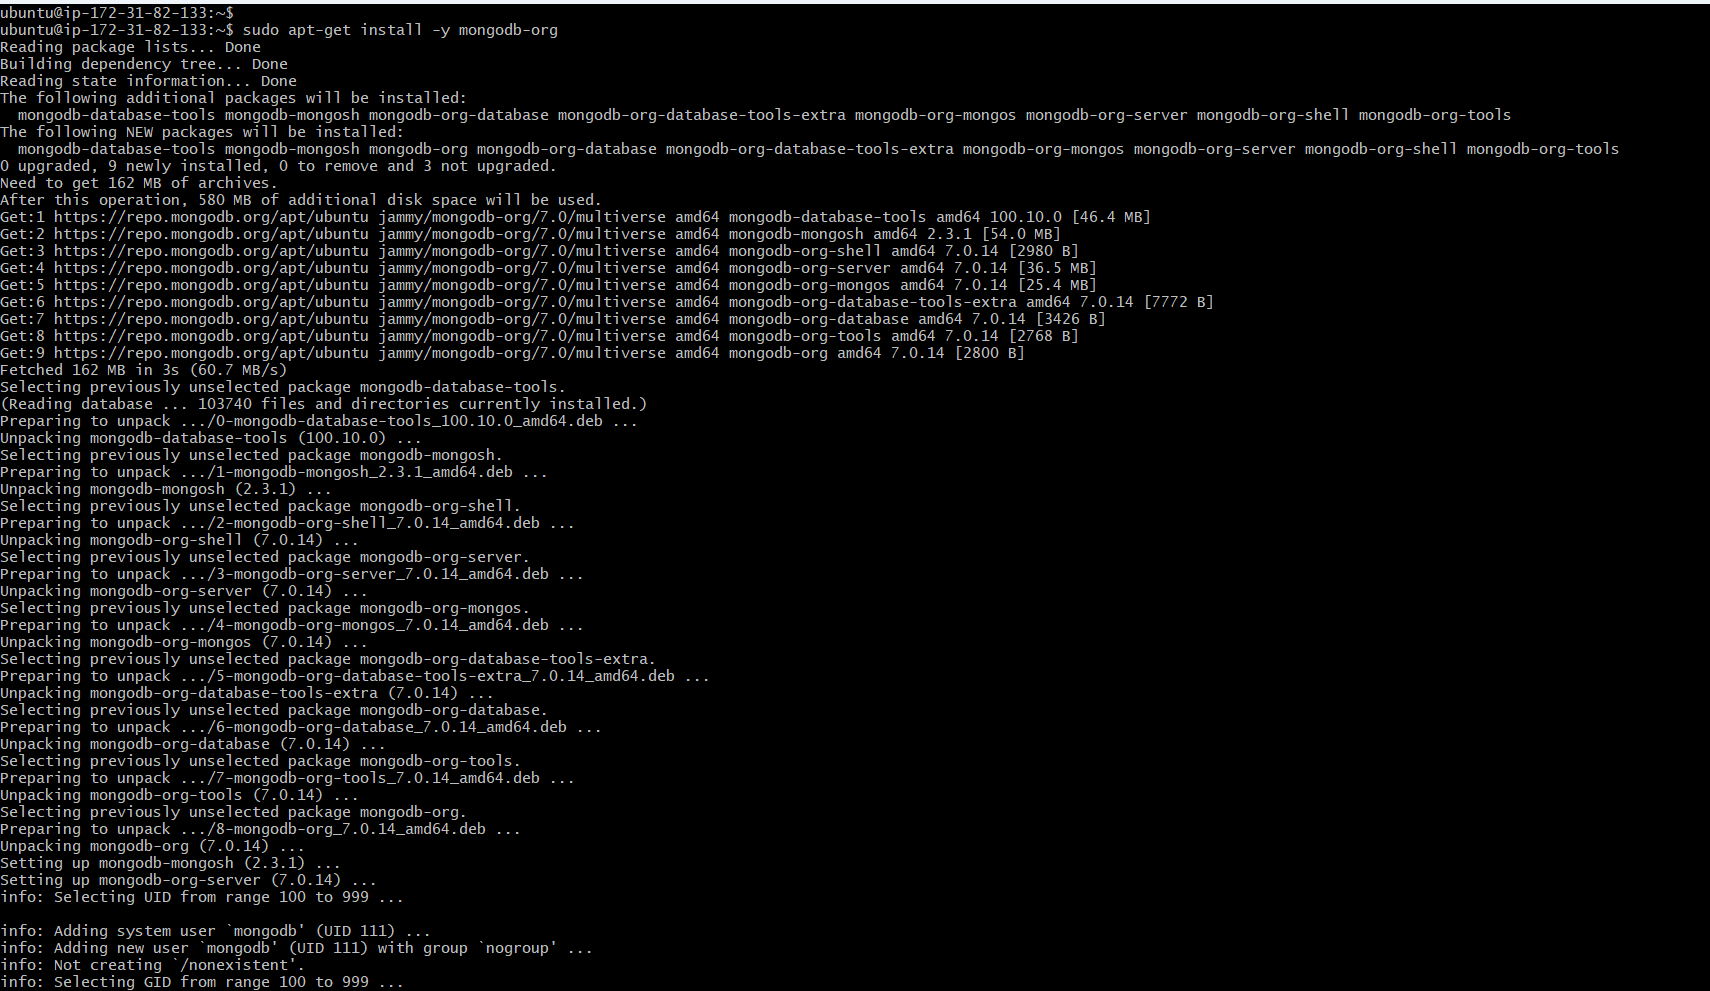 ubuntu@ip-172-31-82-133:~$
ubuntu@ip-172-31-82-133:~$ sudo apt-get install -y mongodb-org
Reading package lists... Done
Building dependency tree... Done
Reading state information... Done
The following additional packages will be installed:
  mongodb-database-tools mongodb-mongosh mongodb-org-database mongodb-org-database-tools-extra mongodb-org-mongos mongodb-org-server mongodb-org-shell mongodb-org-tools
The following NEW packages will be installed:
  mongodb-database-tools mongodb-mongosh mongodb-org mongodb-org-database mongodb-org-database-tools-extra mongodb-org-mongos mongodb-org-server mongodb-org-shell mongodb-org-tools
0 upgraded, 9 newly installed, 0 to remove and 3 not upgraded.
Need to get 162 MB of archives.
After this operation, 580 MB of additional disk space will be used.
Get:1 https://repo.mongodb.org/apt/ubuntu jammy/mongodb-org/7.0/multiverse amd64 mongodb-database-tools amd64 100.10.0 [46.4 MB]
Get:2 https://repo.mongodb.org/apt/ubuntu jammy/mongodb-org/7.0/multiverse amd64 mongodb-mongosh amd64 2.3.1 [54.0 MB]
Get:3 https://repo.mongodb.org/apt/ubuntu jammy/mongodb-org/7.0/multiverse amd64 mongodb-org-shell amd64 7.0.14 [2980 B]
Get:4 https://repo.mongodb.org/apt/ubuntu jammy/mongodb-org/7.0/multiverse amd64 mongodb-org-server amd64 7.0.14 [36.5 MB]
Get:5 https://repo.mongodb.org/apt/ubuntu jammy/mongodb-org/7.0/multiverse amd64 mongodb-org-mongos amd64 7.0.14 [25.4 MB]
Get:6 https://repo.mongodb.org/apt/ubuntu jammy/mongodb-org/7.0/multiverse amd64 mongodb-org-database-tools-extra amd64 7.0.14 [7772 B]
Get:7 https://repo.mongodb.org/apt/ubuntu jammy/mongodb-org/7.0/multiverse amd64 mongodb-org-database amd64 7.0.14 [3426 B]
Get:8 https://repo.mongodb.org/apt/ubuntu jammy/mongodb-org/7.0/multiverse amd64 mongodb-org-tools amd64 7.0.14 [2768 B]
Get:9 https://repo.mongodb.org/apt/ubuntu jammy/mongodb-org/7.0/multiverse amd64 mongodb-org amd64 7.0.14 [2800 B]
Fetched 162 MB in 3s (60.7 MB/s)
Selecting previously unselected package mongodb-database-tools.
(Reading database ... 103740 files and directories currently installed.)
Preparing to unpack .../0-mongodb-database-tools_100.10.0_amd64.deb ...
Unpacking mongodb-database-tools (100.10.0) ...
Selecting previously unselected package mongodb-mongosh.
Preparing to unpack .../1-mongodb-mongosh_2.3.1_amd64.deb ...
Unpacking mongodb-mongosh (2.3.1) ...
Selecting previously unselected package mongodb-org-shell.
Preparing to unpack .../2-mongodb-org-shell_7.0.14_amd64.deb ...
Unpacking mongodb-org-shell (7.0.14) ...
Selecting previously unselected package mongodb-org-server.
Preparing to unpack .../3-mongodb-org-server_7.0.14_amd64.deb ...
Unpacking mongodb-org-server (7.0.14) ...
Selecting previously unselected package mongodb-org-mongos.
Preparing to unpack .../4-mongodb-org-mongos_7.0.14_amd64.deb ...
Unpacking mongodb-org-mongos (7.0.14) ...
Selecting previously unselected package mongodb-org-database-tools-extra.
Preparing to unpack .../5-mongodb-org-database-tools-extra_7.0.14_amd64.deb ...
Unpacking mongodb-org-database-tools-extra (7.0.14) ...
Selecting previously unselected package mongodb-org-database.
Preparing to unpack .../6-mongodb-org-database_7.0.14_amd64.deb ...
Unpacking mongodb-org-database (7.0.14) ...
Selecting previously unselected package mongodb-org-tools.
Preparing to unpack .../7-mongodb-org-tools_7.0.14_amd64.deb ...
Unpacking mongodb-org-tools (7.0.14) ...
Selecting previously unselected package mongodb-org.
Preparing to unpack .../8-mongodb-org_7.0.14_amd64.deb ...
Unpacking mongodb-org (7.0.14) ...
Setting up mongodb-mongosh (2.3.1) ...
Setting up mongodb-org-server (7.0.14) ...
info: Selecting UID from range 100 to 999 ...

info: Adding system user `mongodb' (UID 111) ...
info: Adding new user `mongodb' (UID 111) with group `nogroup' ...
info: Not creating `/nonexistent'.
info: Selecting GID from range 100 to 999 ...